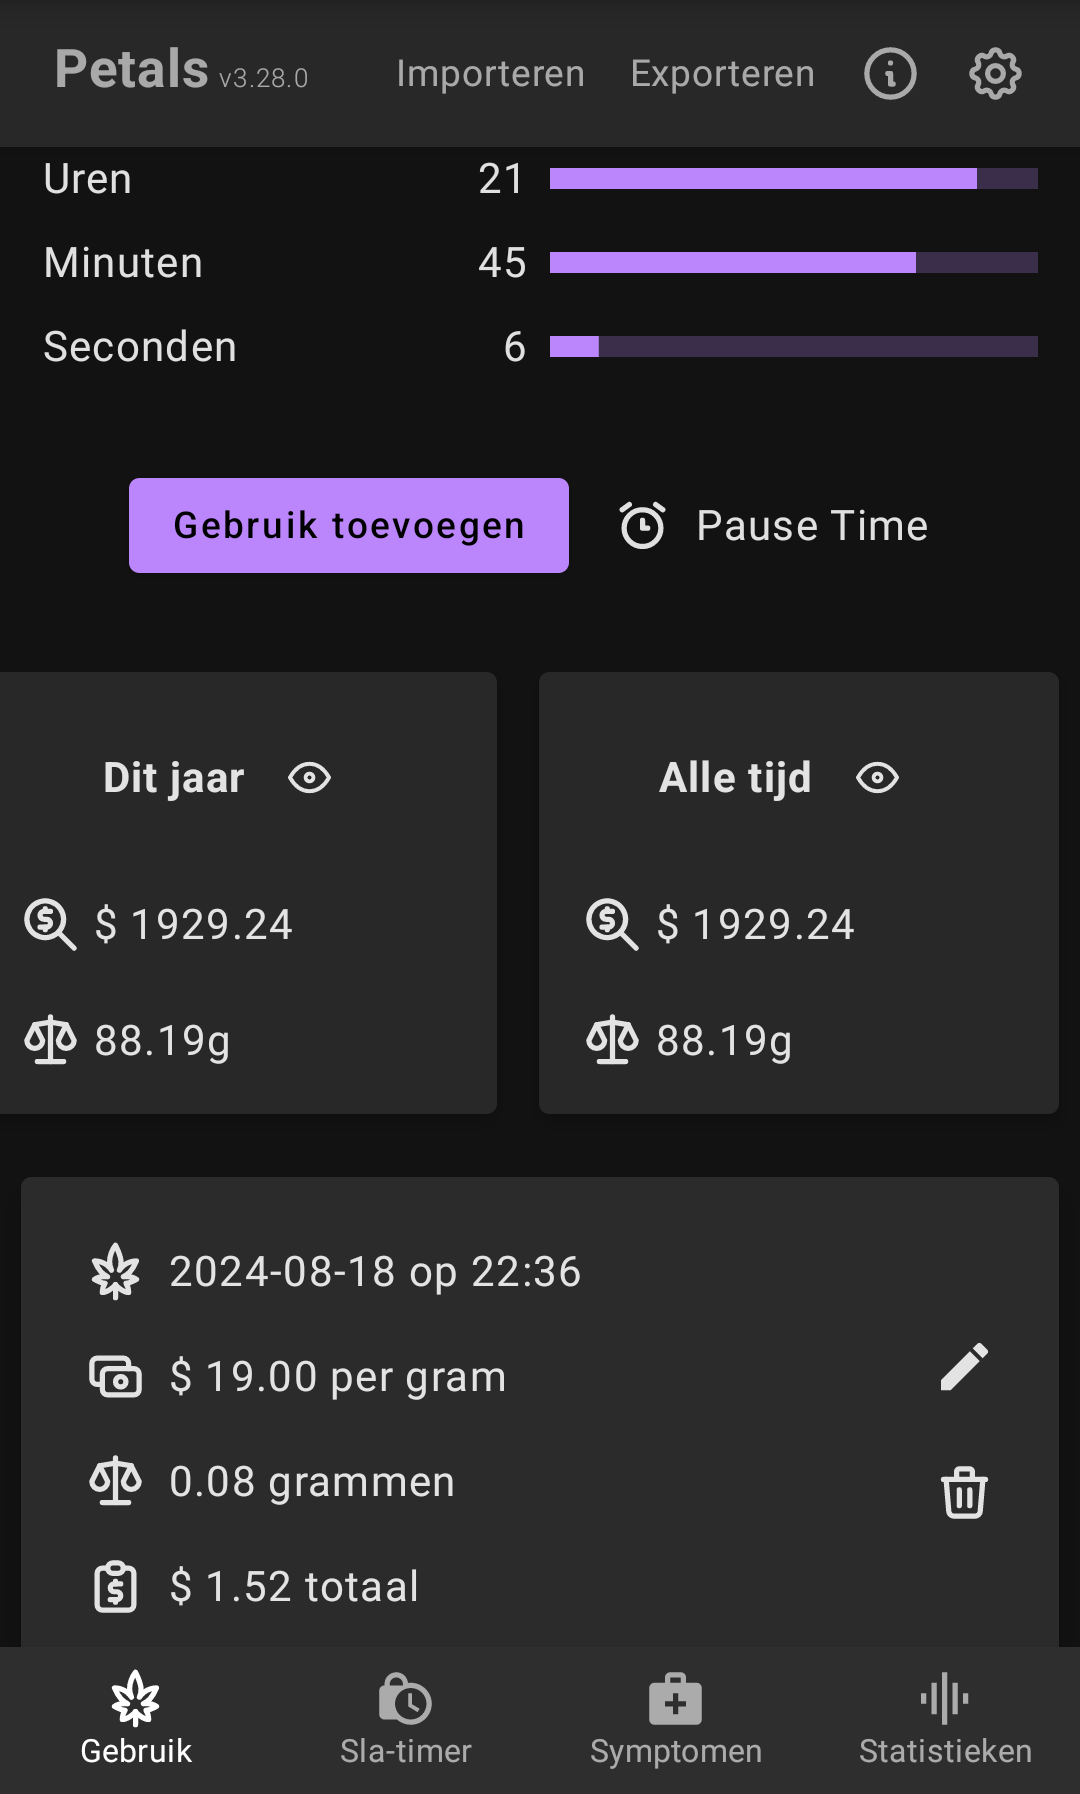 Petals v3.28.0 Importeren Exporteren
Uren 21
Minuten 45
Seconden 6
Gebruik toevoegen Pause Time
Dit jaar
$ 1929.24
88.19g
Alle tijd
$ 1929.24
88.19g
2024-08-18 op 22:36
$ 19.00 per gram
0.08 grammen
$ 1.52 totaal
Gebruik Sla-timer Symptomen Statistieken